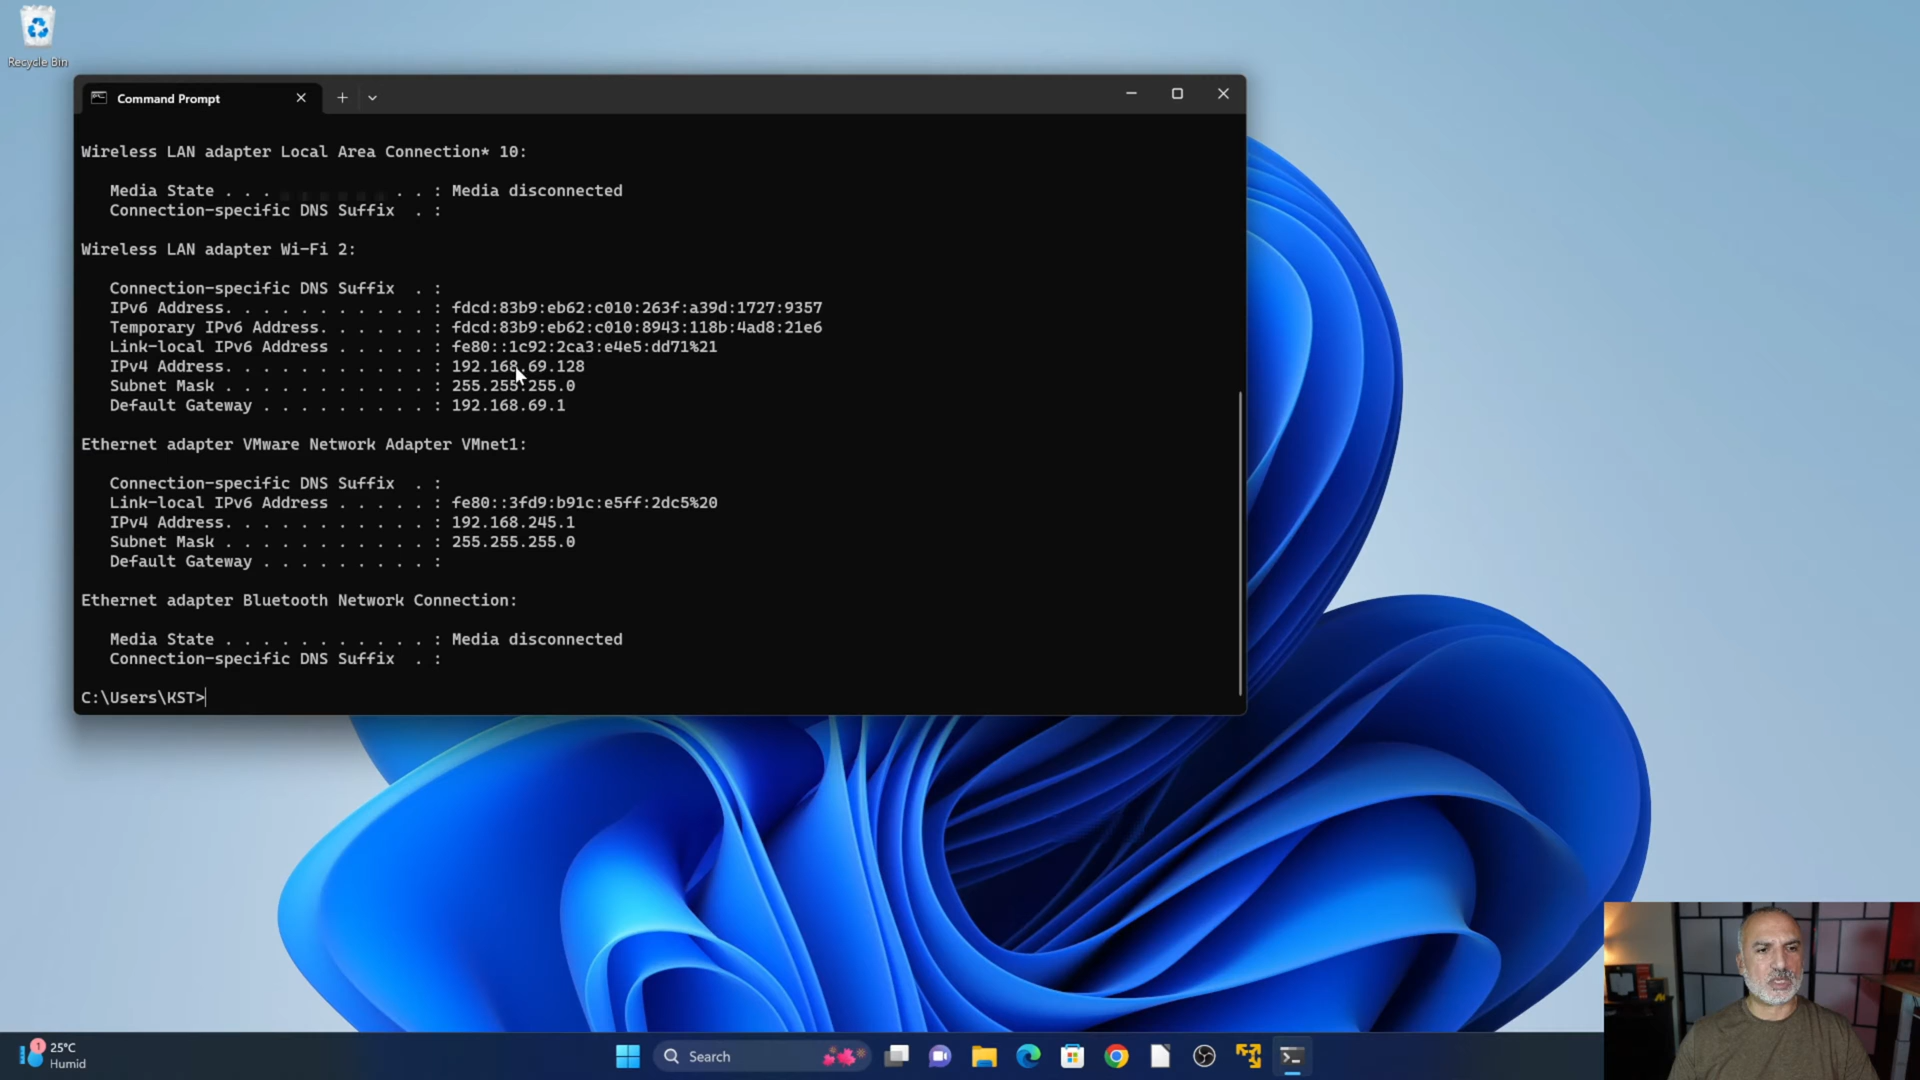 Recycle Bin
Command Prompt
Wireless LAN adapter Local Area Connection* 10:
Media State . . . . . : Media disconnected
Connection-specific DNS Suffix . :
Wireless LAN adapter Wi-Fi 2:
Connection-specific DNS Suffix . :
IPv6 Address. . . . . . . . . . . : fdcd:83b9:eb62:c010:263f:a39d:1727:9357
Temporary IPv6 Address. . . . . . : fdcd:83b9:eb62:c010:8943:118b:4ad8:21e6
Link-local IPv6 Address . . . . . : fe80::1c92:2ca3:e4e5:dd71%21
IPv4 Address. . . . . . . . . . . : 192.168.69.128
Subnet Mask . . . . . . . . . . . : 255.255.255.0
Default Gateway . . . . . . . . . : 192.168.69.1
Ethernet adapter VMware Network Adapter VMnet1:
Connection-specific DNS Suffix . :
Link-local IPv6 Address . . . . . : fe80::3fd9:b91c:e5ff:2dc5%20
IPv4 Address. . . . . . . . . . . : 192.168.245.1
Subnet Mask . . . . . . . . . . . : 255.255.255.0
Default Gateway . . . . . . . . . :
Ethernet adapter Bluetooth Network Connection:
Media State . . . . . . . . . . . : Media disconnected
Connection-specific DNS Suffix . :
C:\Users\KST>
1
25°C
Humid
Search